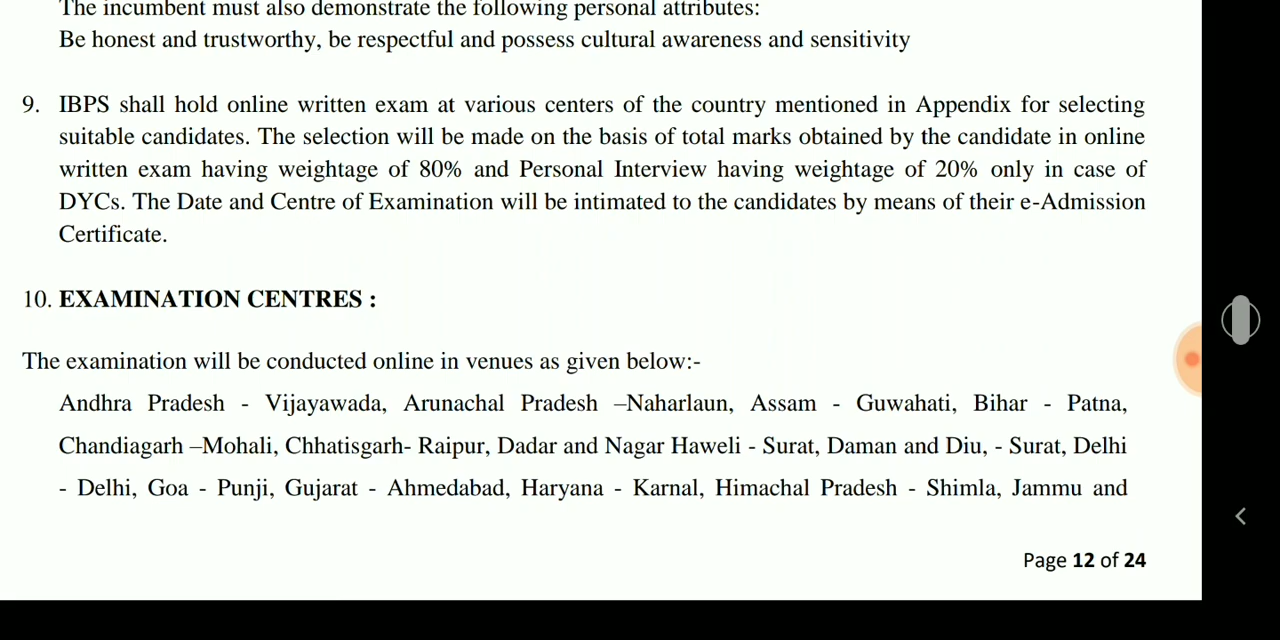 The incumbent must also demonstrate the following personal attributes:
Be honest and trustworthy, be respectful and possess cultural awareness and sensitivity
9. IBPS shall hold online written exam at various centers of the country mentioned in Appendix for selecting
suitable candidates. The selection will be made on the basis of total marks obtained by the candidate in online
written exam having weightage of 80% and Personal Interview having weightage of 20% only in case of
DYCs. The Date and Centre of Examination will be intimated to the candidates by means of their e-Admission
Certificate.
10. EXAMINATION CENTRES :
The examination will be conducted online in venues as given below:-
Andhra Pradesh - Vijayawada, Arunachal Pradesh –Naharlaun, Assam - Guwahati, Bihar - Patna,
Chandiagarh –Mohali, Chhatisgarh- Raipur, Dadar and Nagar Haweli - Surat, Daman and Diu, - Surat, Delhi
- Delhi, Goa - Punji, Gujarat - Ahmedabad, Haryana - Karnal, Himachal Pradesh - Shimla, Jammu and
Page 12 of 24